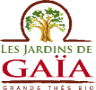 LES JARDINS DE
GAÏA
GRANDS THÉS BIO